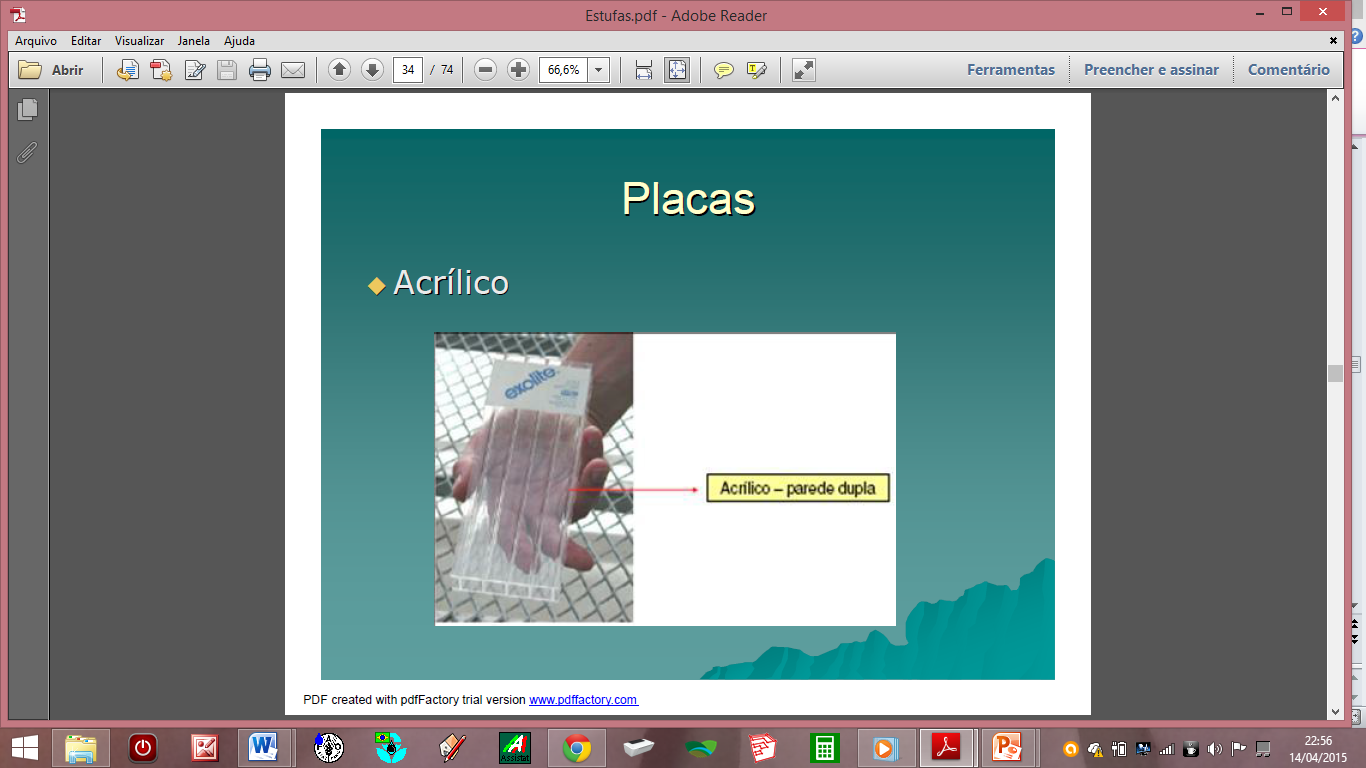 Estufas.pdf - Adobe Reader
Arquivo Editar Visualizar Janela Ajuda
Abrir 34 / 74 66,6% Ferramentas Preencher e assinar Comentário
Placas
Acrílico
exolite
Acrílico – parede dupla
PDF created with pdfFactory trial version www.pdffactory.com
22:56
14/04/2015